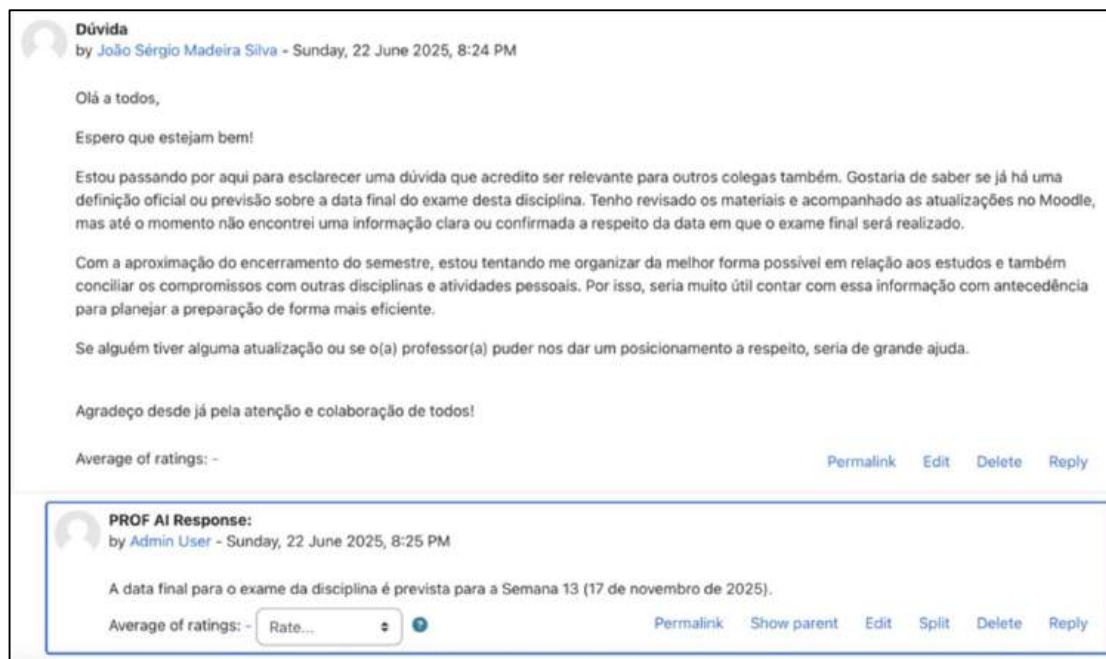 Dúvida
by João Sérgio Madeira Silva - Sunday, 22 June 2025, 8:24 PM
Olá a todos,
Espero que estejam bem!
Estou passando por aqui para esclarecer uma dúvida que acredito ser relevante para outros colegas também. Gostaria de saber se já há uma
definição oficial ou previsão sobre a data final do exame desta disciplina. Tenho revisado os materiais e acompanhado as atualizações no Moodle,
mas até o momento não encontrei uma informação clara ou confirmada a respeito da data em que o exame final será realizado.
Com a aproximação do encerramento do semestre, estou tentando me organizar da melhor forma possível em relação aos estudos e também
conciliar os compromissos com outras disciplinas e atividades pessoais. Por isso, seria muito útil contar com essa informação com antecedência
para planejar a preparação de forma mais eficiente.
Se alguém tiver alguma atualização ou se o(a) professor(a) puder nos dar um posicionamento a respeito, seria de grande ajuda.
Agradeço desde já pela atenção e colaboração de todos!
Average of ratings: - Permalink Edit Delete Reply
PROF AI Response:
by Admin User - Sunday, 22 June 2025, 8:25 PM
A data final para o exame da disciplina é prevista para a Semana 13 (17 de novembro de 2025).
Average of ratings: - Rate... ? Permalink Show parent Edit Split Delete Reply